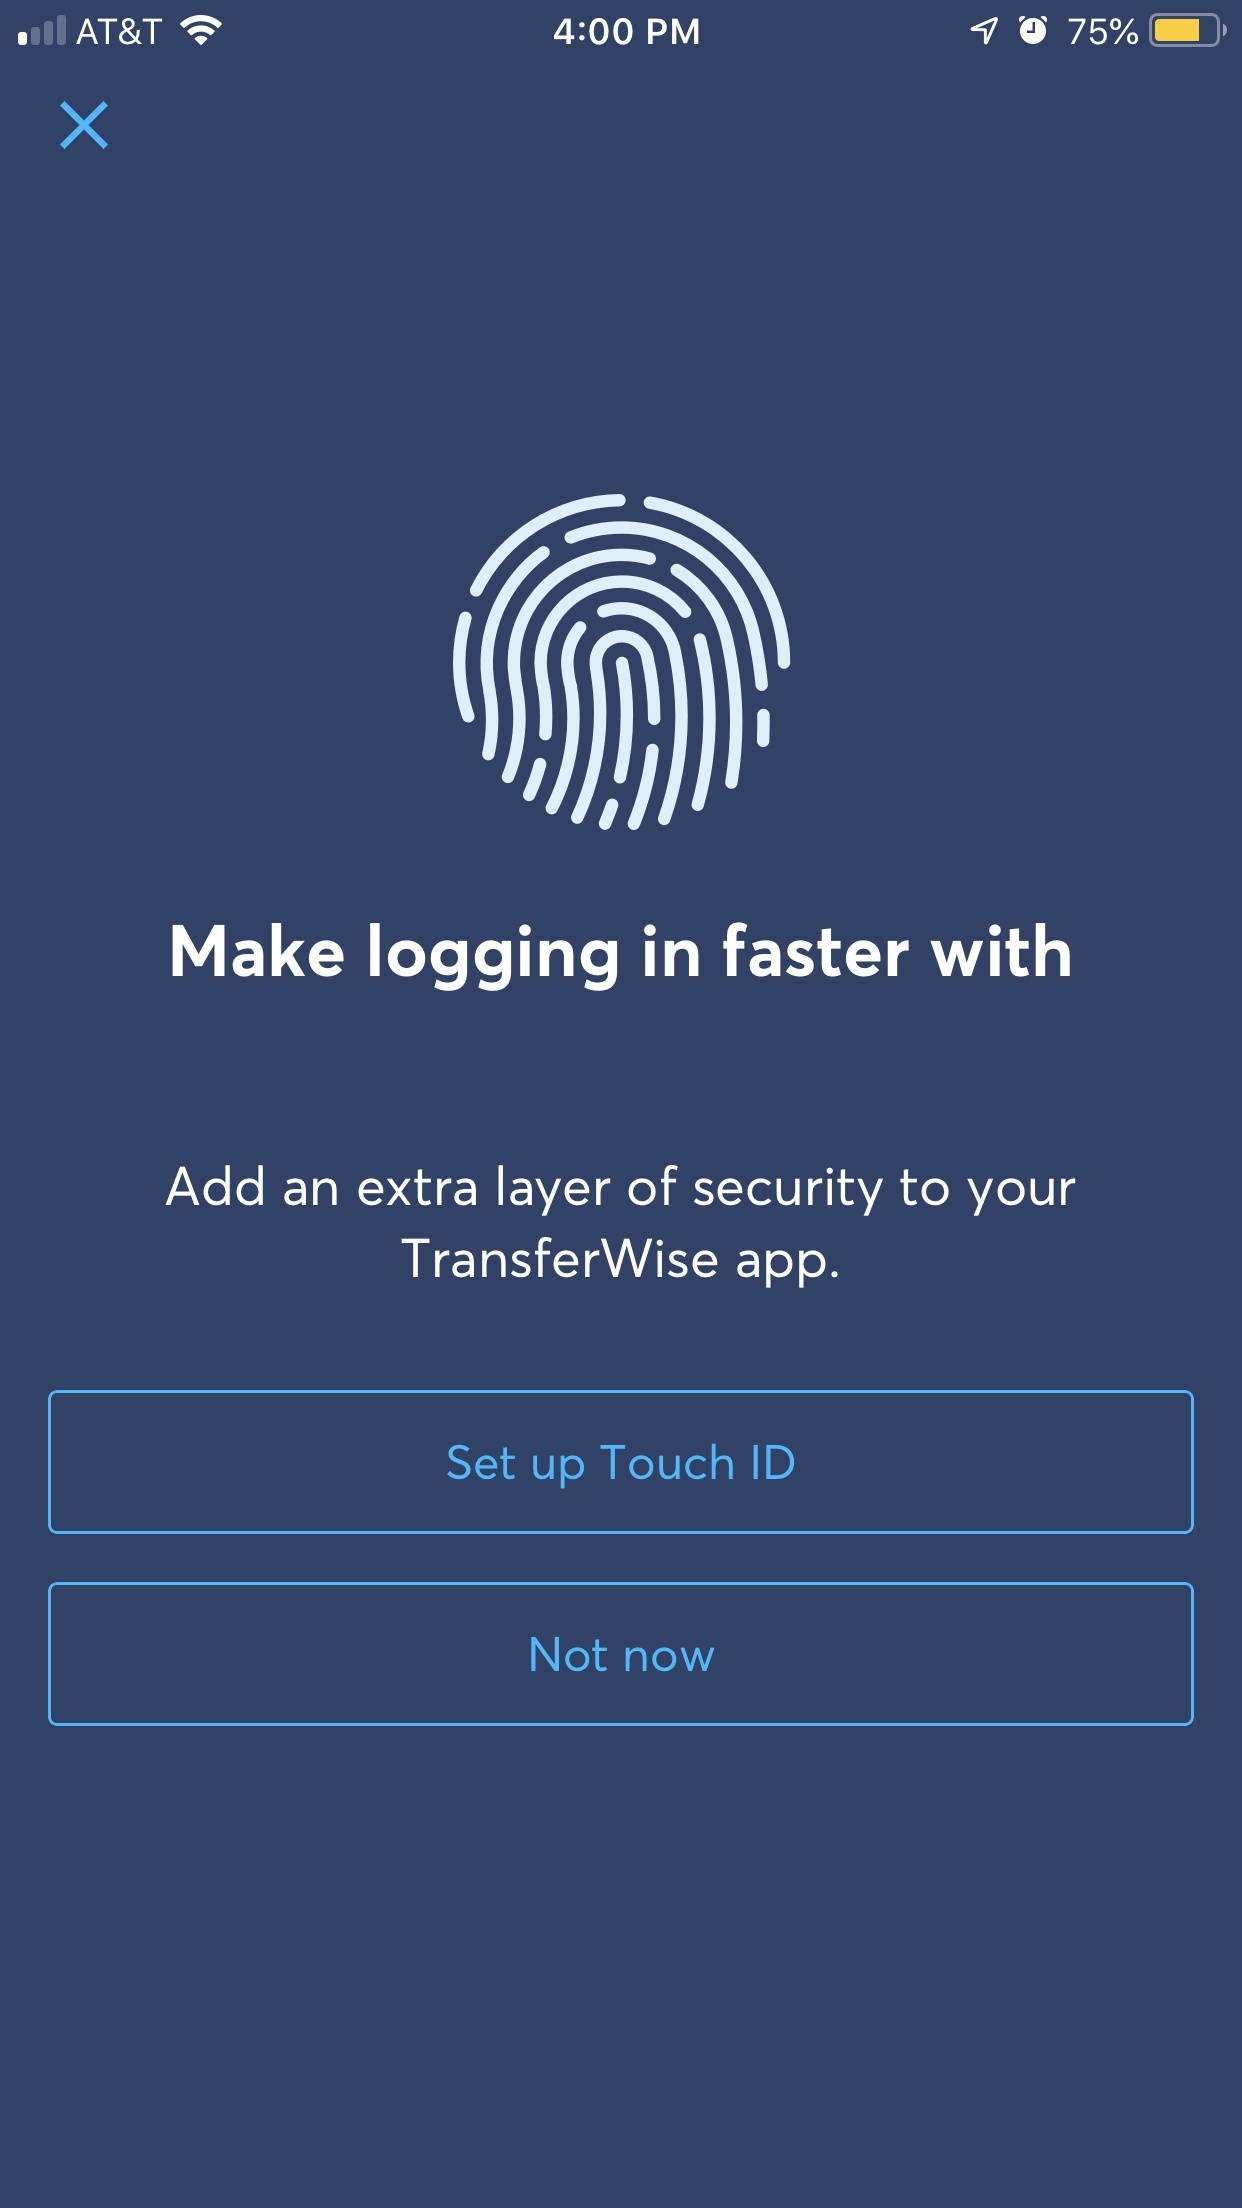 AT&T 4:00 PM 75%
Make logging in faster with
Add an extra layer of security to your
TransferWise app.
Set up Touch ID
Not now